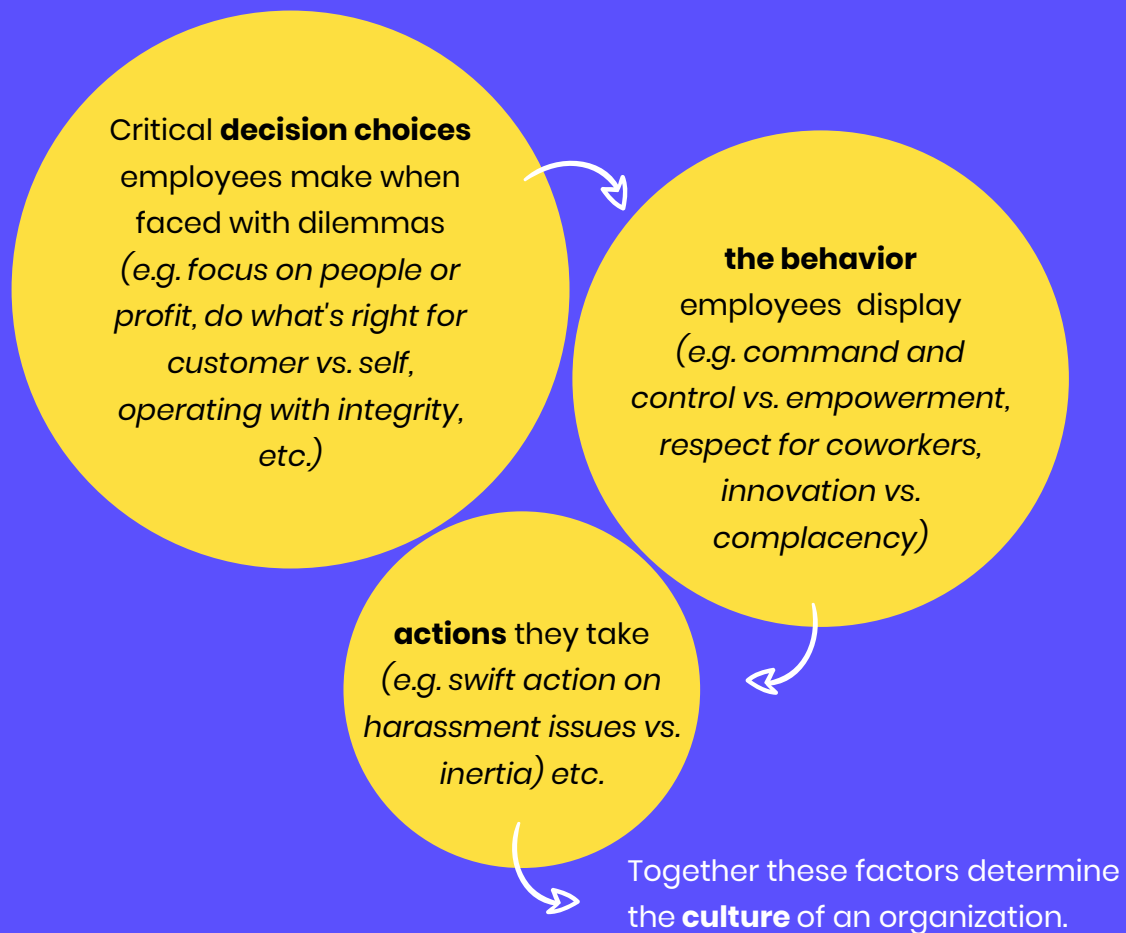 Critical decision choices
employees make when
faced with dilemmas
(e.g. focus on people or
profit, do what's right for
customer vs. self,
operating with integrity,
etc.)
the behavior
employees display
(e.g. command and
control vs. empowerment,
respect for coworkers,
innovation vs.
complacency)
actions they take
(e.g. swift action on
harassment issues vs.
inertia) etc.
Together these factors determine
the culture of an organization.